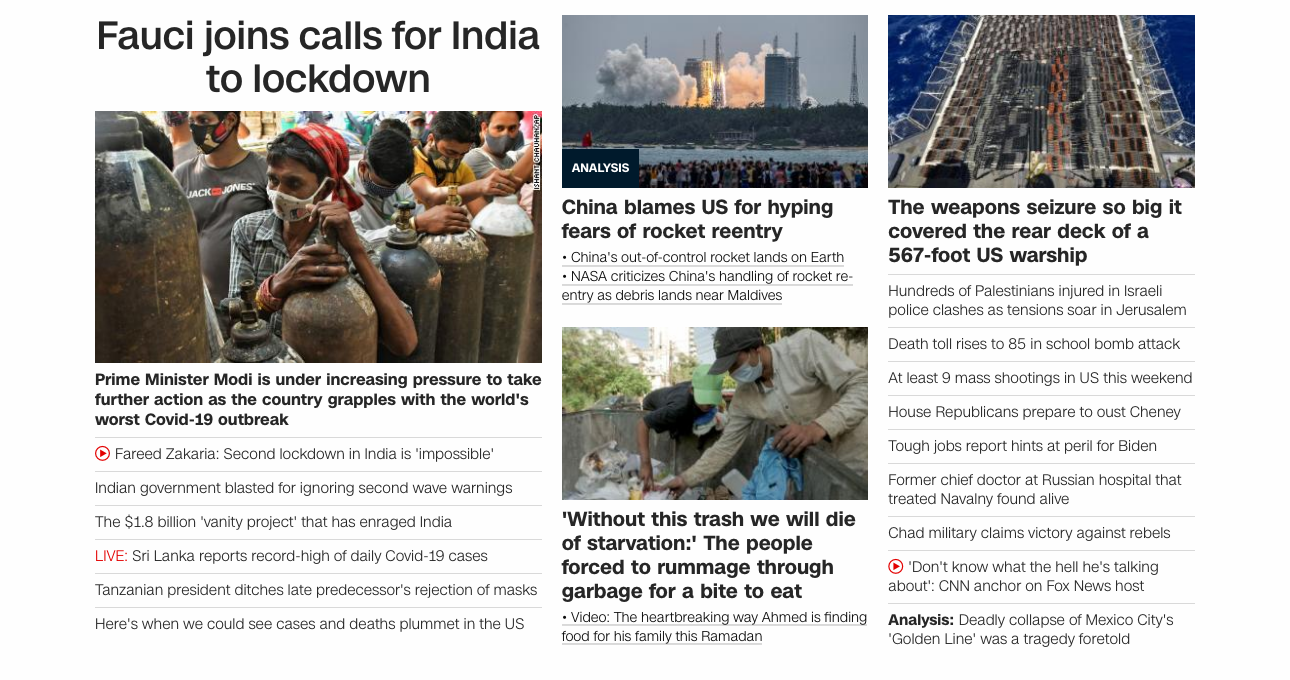 Fauci joins calls for India
to lockdown
ISHANT CHAUHAN/AP
JACK JONES
Prime Minister Modi is under increasing pressure to take
further action as the country grapples with the world's
worst Covid-19 outbreak
Fareed Zakaria: Second lockdown in India is 'impossible'
Indian government blasted for ignoring second wave warnings
The $1.8 billion 'vanity project' that has enraged India
LIVE: Sri Lanka reports record-high of daily Covid-19 cases
Tanzanian president ditches late predecessor's rejection of masks
Here's when we could see cases and deaths plummet in the US
ANALYSIS
China blames US for hyping
fears of rocket reentry
• China's out-of-control rocket lands on Earth
• NASA criticizes China's handling of rocket re-
entry as debris lands near Maldives
'Without this trash we will die
of starvation:' The people
forced to rummage through
garbage for a bite to eat
• Video: The heartbreaking way Ahmed is finding
food for his family this Ramadan
The weapons seizure so big it
covered the rear deck of a
567-foot US warship
Hundreds of Palestinians injured in Israeli
police clashes as tensions soar in Jerusalem
Death toll rises to 85 in school bomb attack
At least 9 mass shootings in US this weekend
House Republicans prepare to oust Cheney
Tough jobs report hints at peril for Biden
Former chief doctor at Russian hospital that
treated Navalny found alive
Chad military claims victory against rebels
'Don't know what the hell he's talking
about': CNN anchor on Fox News host
Analysis: Deadly collapse of Mexico City's
'Golden Line' was a tragedy foretold